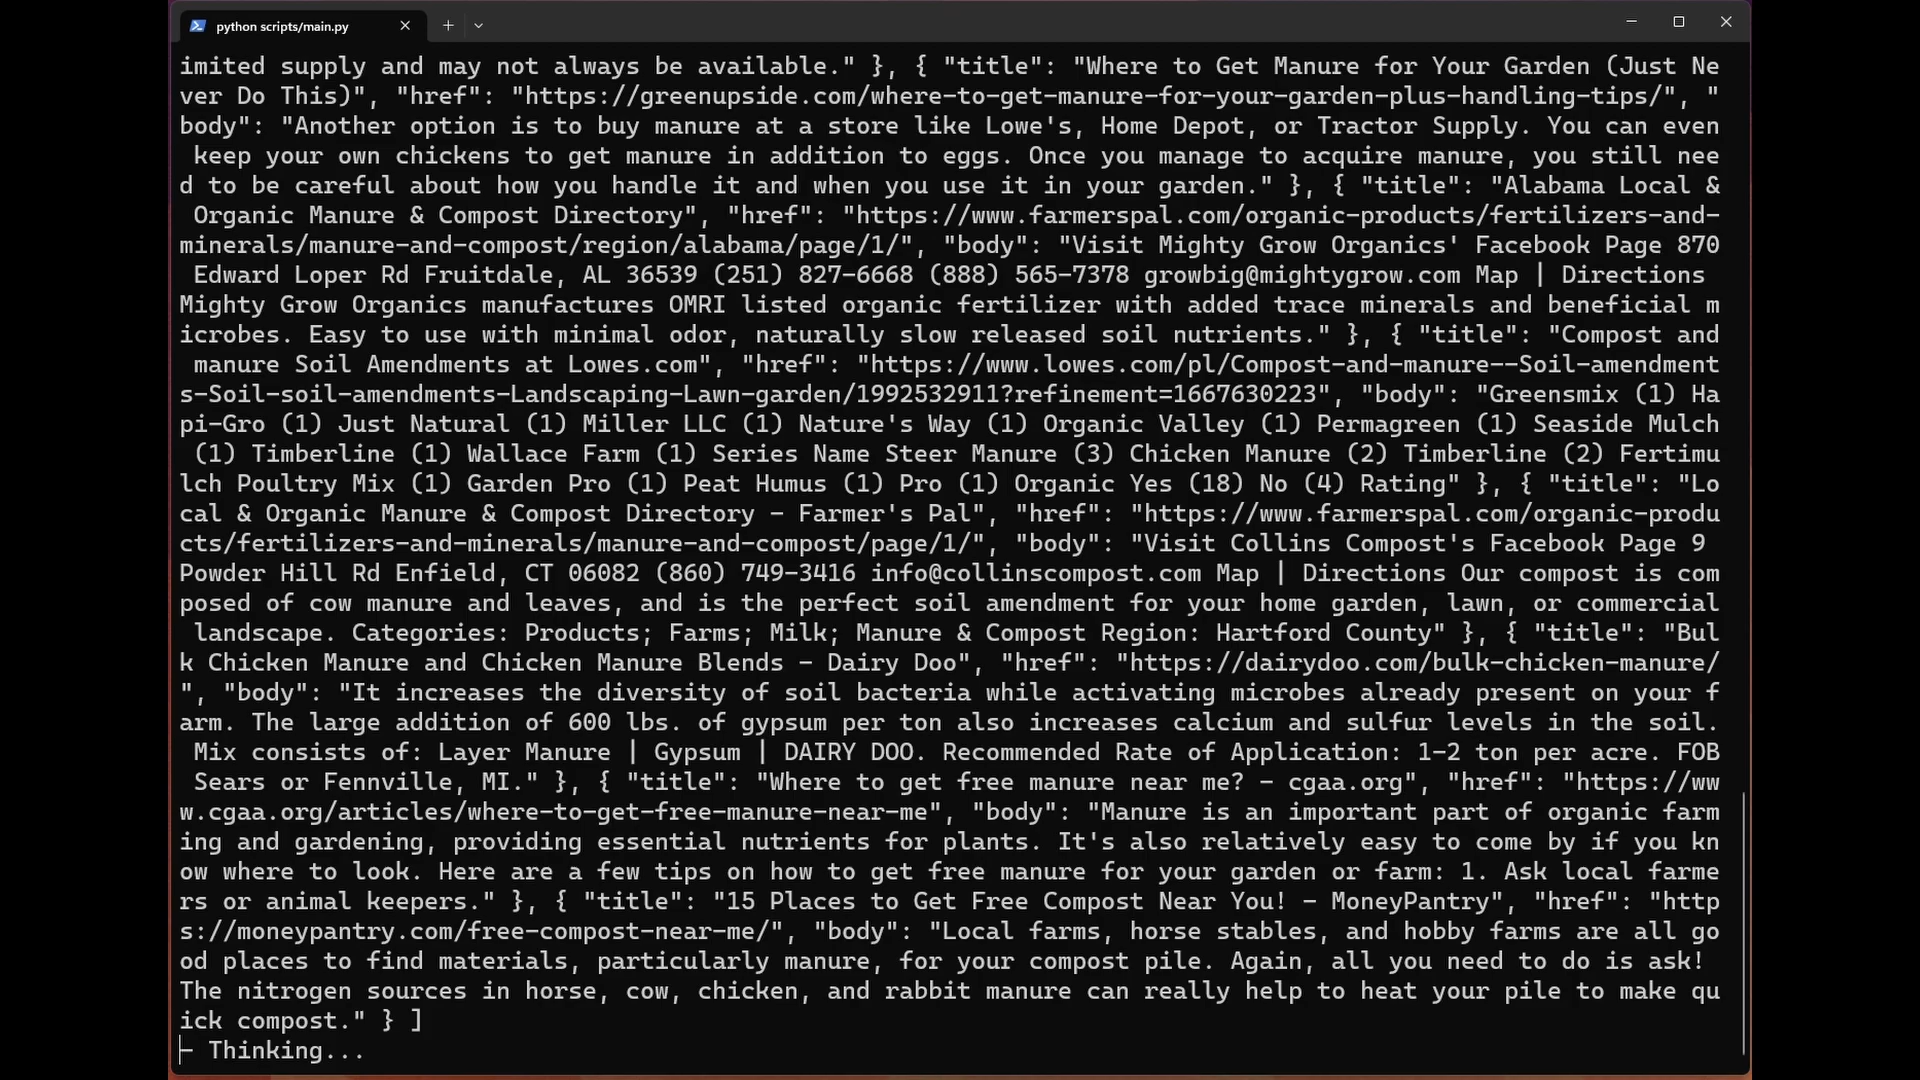 python scripts/main.py
imited supply and may not always be available." }, { "title": "Where to Get Manure for Your Garden (Just Ne
ver Do This)", "href": "https://greenupside.com/where-to-get-manure-for-your-garden-plus-handling-tips/", "
body": "Another option is to buy manure at a store like Lowe's, Home Depot, or Tractor Supply. You can even
 keep your own chickens to get manure in addition to eggs. Once you manage to acquire manure, you still nee
d to be careful about how you handle it and when you use it in your garden." }, { "title": "Alabama Local &
 Organic Manure & Compost Directory", "href": "https://www.farmerspal.com/organic-products/fertilizers-and-
minerals/manure-and-compost/region/alabama/page/1/", "body": "Visit Mighty Grow Organics' Facebook Page 870
 Edward Loper Rd Fruitdale, AL 36539 (251) 827-6668 (888) 565-7378 growbig@mightygrow.com Map | Directions
Mighty Grow Organics manufactures OMRI listed organic fertilizer with added trace minerals and beneficial m
icrobes. Easy to use with minimal odor, naturally slow released soil nutrients." }, { "title": "Compost and
 manure Soil Amendments at Lowes.com", "href": "https://www.lowes.com/pl/Compost-and-manure--Soil-amendment
s-Soil-soil-amendments-Landscaping-Lawn-garden/1992532911?refinement=1667630223", "body": "Greensmix (1) Ha
pi-Gro (1) Just Natural (1) Miller LLC (1) Nature's Way (1) Organic Valley (1) Permagreen (1) Seaside Mulch
 (1) Timberline (1) Wallace Farm (1) Series Name Steer Manure (3) Chicken Manure (2) Timberline (2) Fertimu
lch Poultry Mix (1) Garden Pro (1) Peat Humus (1) Pro (1) Organic Yes (18) No (4) Rating" }, { "title": "Lo
cal & Organic Manure & Compost Directory - Farmer's Pal", "href": "https://www.farmerspal.com/organic-produ
cts/fertilizers-and-minerals/manure-and-compost/page/1/", "body": "Visit Collins Compost's Facebook Page 9
Powder Hill Rd Enfield, CT 06082 (860) 749-3416 info@collinscompost.com Map | Directions Our compost is com
posed of cow manure and leaves, and is the perfect soil amendment for your home garden, lawn, or commercial
 landscape. Categories: Products; Farms; Milk; Manure & Compost Region: Hartford County" }, { "title": "Bul
k Chicken Manure and Chicken Manure Blends - Dairy Doo", "href": "https://dairydoo.com/bulk-chicken-manure/
", "body": "It increases the diversity of soil bacteria while activating microbes already present on your f
arm. The large addition of 600 lbs. of gypsum per ton also increases calcium and sulfur levels in the soil.
 Mix consists of: Layer Manure | Gypsum | DAIRY DOO. Recommended Rate of Application: 1-2 ton per acre. FOB
 Sears or Fennville, MI." }, { "title": "Where to get free manure near me? - cgaa.org", "href": "https://ww
w.cgaa.org/articles/where-to-get-free-manure-near-me", "body": "Manure is an important part of organic farm
ing and gardening, providing essential nutrients for plants. It's also relatively easy to come by if you kn
ow where to look. Here are a few tips on how to get free manure for your garden or farm: 1. Ask local farme
rs or animal keepers." }, { "title": "15 Places to Get Free Compost Near You! - MoneyPantry", "href": "http
s://moneypantry.com/free-compost-near-me/", "body": "Local farms, horse stables, and hobby farms are all go
od places to find materials, particularly manure, for your compost pile. Again, all you need to do is ask!
The nitrogen sources in horse, cow, chicken, and rabbit manure can really help to heat your pile to make qu
ick compost." } ]
- Thinking...